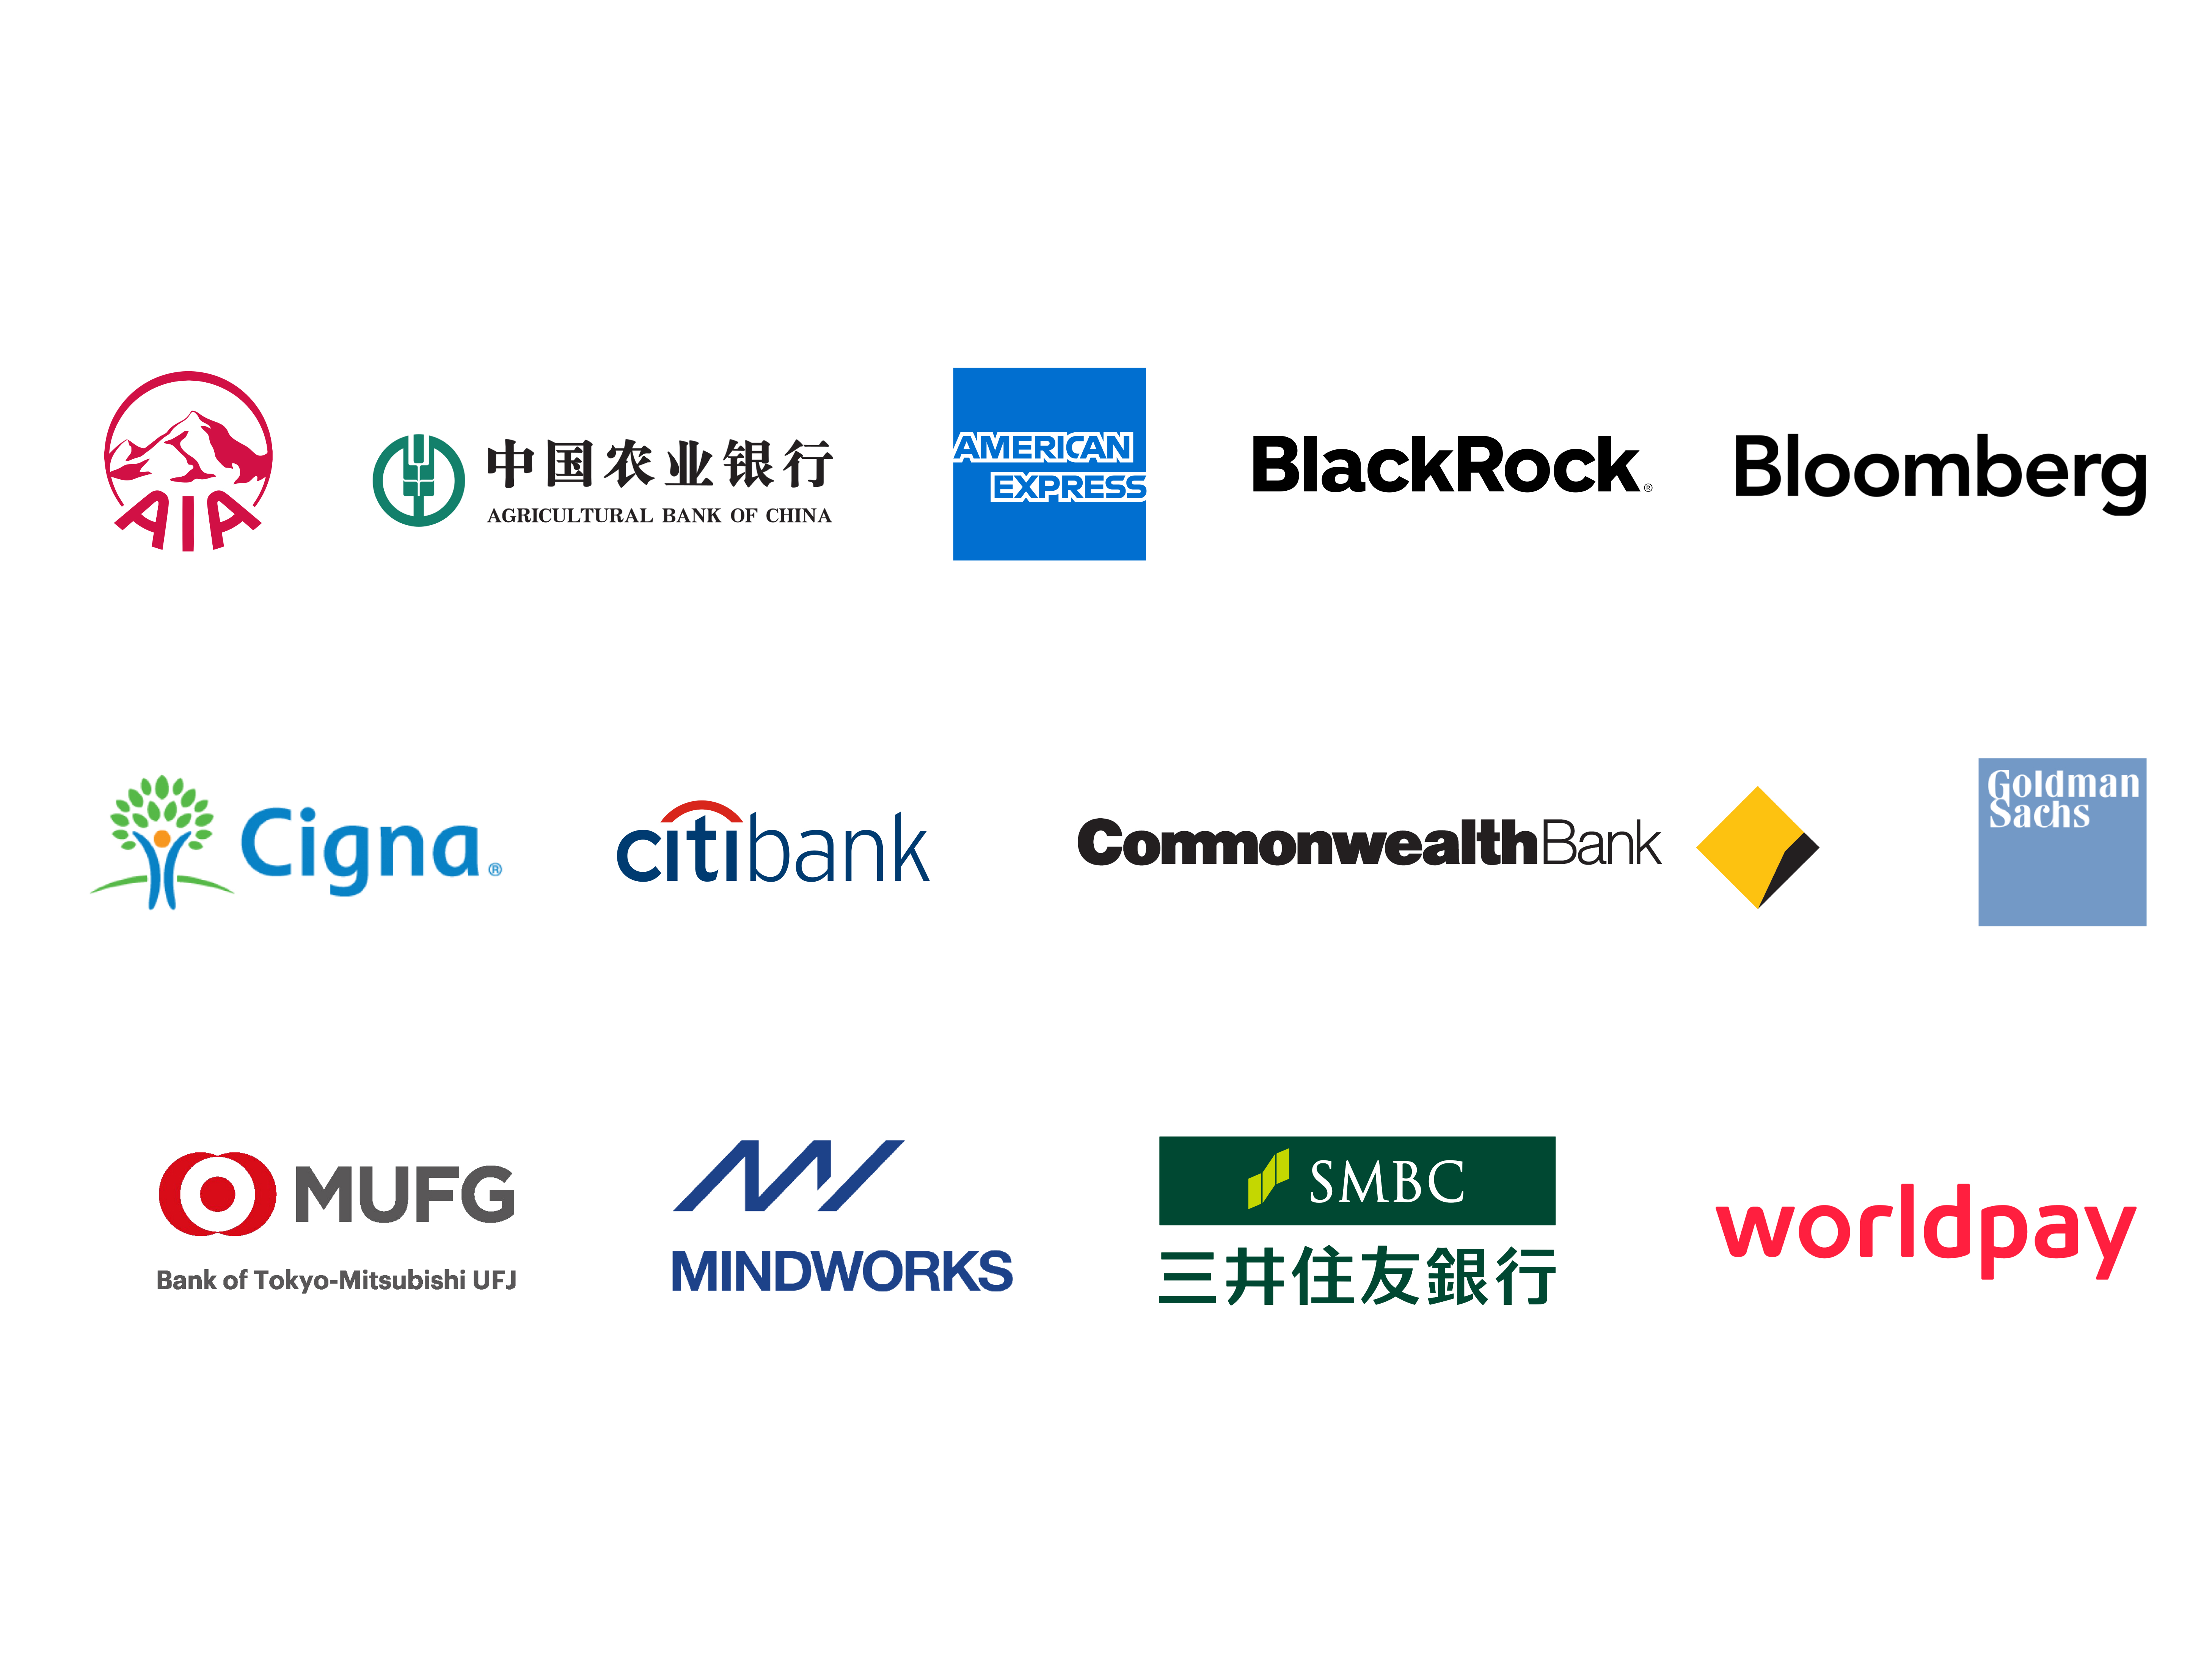 AIA
中国农业银行
AGRICULTURAL BANK OF CHINA
AMERICAN
EXPRESS
BlackRock®
Bloomberg
Cigna®
citibank
CommonwealthBank
Goldman
Sachs
MUFG
Bank of Tokyo-Mitsubishi UFJ
MINDWORKS
SMBC
三井住友銀行
worldpay